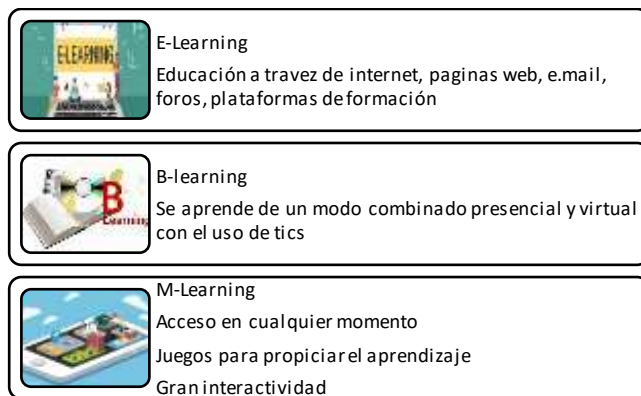 E-LEARNING
E-Learning
Educación a travez de internet, paginas web, e.mail,
foros, plataformas de formación
B
Learning
B-learning
Se aprende de un modo combinado presencial y virtual
con el uso de tics
M-Learning
Acceso en cualquier momento
Juegos para propiciar el aprendizaje
Gran interactividad